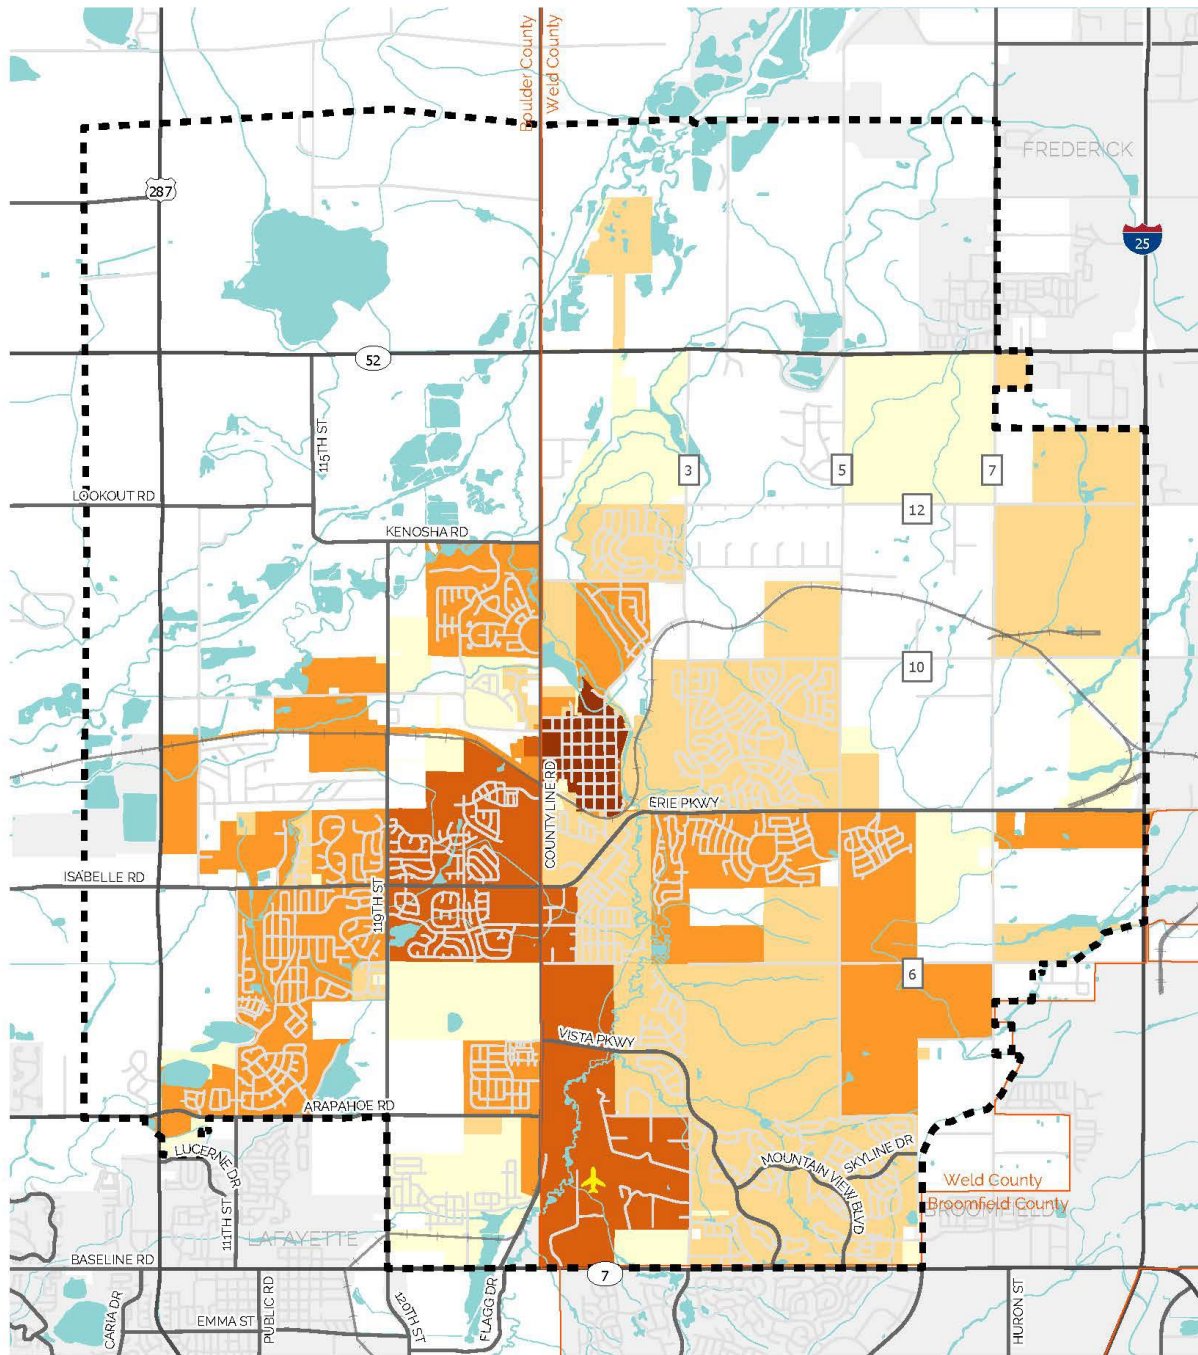 Boulder County
Weld County
FREDERICK
287
25
52
115TH ST
3
5
7
LOOKOUT RD
12
KENOSHA RD
10
COUNTY LINE RD
ERIE PKWY
ISABELLE RD
119TH ST
6
VISTA PKWY
ARAPAHOE RD
LUCERNE DR
MOUNTAIN VIEW BLVD
SKYLINE DR
111TH ST
Weld County
Broomfield County
BROOMFIELD
LAFAYETTE
BASELINE RD
7
CARIA DR
EMMA ST
PUBLIC RD
120TH ST
FLAGG DR
HURON ST